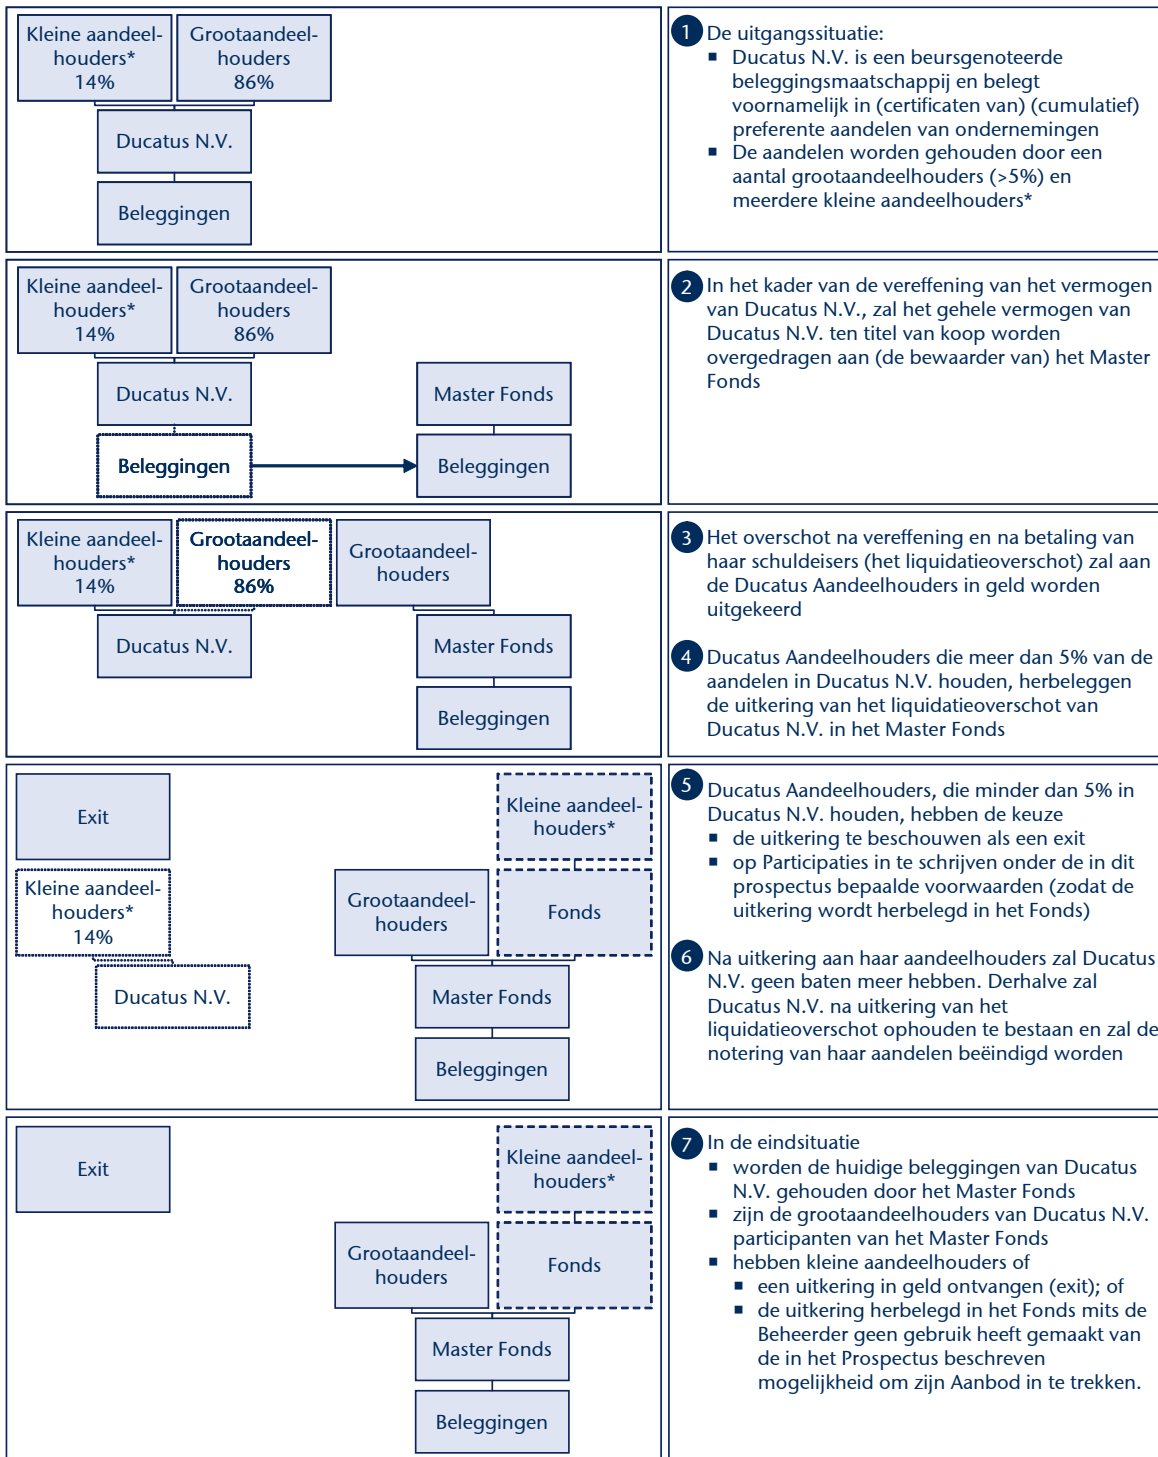 Kleine aandeel-
houders*
14%
Grootaandeel-
houders
86%
Ducatus N.V.
Beleggingen
1 De uitgangssituatie:
▪ Ducatus N.V. is een beursgenoteerde
beleggingsmaatschappij en belegt
voornamelijk in (certificaten van) (cumulatief)
preferente aandelen van ondernemingen
▪ De aandelen worden gehouden door een
aantal grootaandeelhouders (>5%) en
meerdere kleine aandeelhouders*
Kleine aandeel-
houders*
14%
Grootaandeel-
houders
86%
Ducatus N.V.
Master Fonds
Beleggingen
Beleggingen
2 In het kader van de vereffening van het vermogen
van Ducatus N.V., zal het gehele vermogen van
Ducatus N.V. ten titel van koop worden
overgedragen aan (de bewaarder van) het Master
Fonds
Kleine aandeel-
houders*
14%
Grootaandeel-
houders
86%
Grootaandeel-
houders
Ducatus N.V.
Master Fonds
Beleggingen
3 Het overschot na vereffening en na betaling van
haar schuldeisers (het liquidatieoverschot) zal aan
de Ducatus Aandeelhouders in geld worden
uitgekeerd
4 Ducatus Aandeelhouders die meer dan 5% van de
aandelen in Ducatus N.V. houden, herbeleggen
de uitkering van het liquidatieoverschot van
Ducatus N.V. in het Master Fonds
Exit
Kleine aandeel-
houders*
Kleine aandeel-
houders*
14%
Grootaandeel-
houders
Fonds
Ducatus N.V.
Master Fonds
Beleggingen
5 Ducatus Aandeelhouders, die minder dan 5% in
Ducatus N.V. houden, hebben de keuze
▪ de uitkering te beschouwen als een exit
▪ op Participaties in te schrijven onder de in dit
prospectus bepaalde voorwaarden (zodat de
uitkering wordt herbelegd in het Fonds)
6 Na uitkering aan haar aandeelhouders zal Ducatus
N.V. geen baten meer hebben. Derhalve zal
Ducatus N.V. na uitkering van het
liquidatieoverschot ophouden te bestaan en zal de
notering van haar aandelen beëindigd worden
Exit
Kleine aandeel-
houders*
Grootaandeel-
houders
Fonds
Master Fonds
Beleggingen
7 In de eindsituatie
▪ worden de huidige beleggingen van Ducatus
N.V. gehouden door het Master Fonds
▪ zijn de grootaandeelhouders van Ducatus N.V.
participanten van het Master Fonds
▪ hebben kleine aandeelhouders of
▪ een uitkering in geld ontvangen (exit); of
▪ de uitkering herbelegd in het Fonds mits de
Beheerder geen gebruik heeft gemaakt van
de in het Prospectus beschreven
mogelijkheid om zijn Aanbod in te trekken.